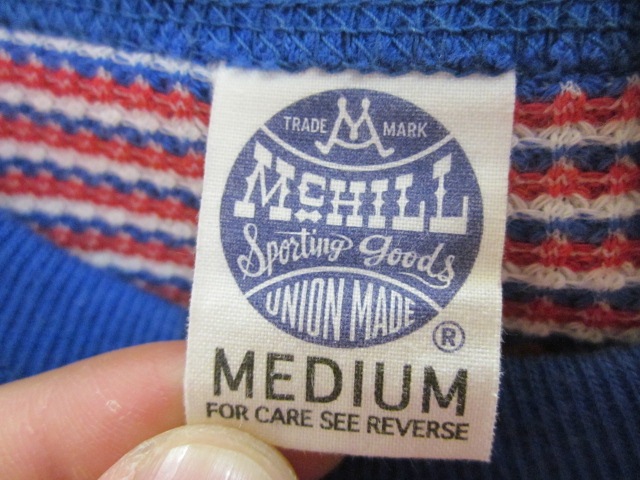 TRADE M MARK
McHILL
Sporting goods
UNION MADE
®
MEDIUM
FOR CARE SEE REVERSE